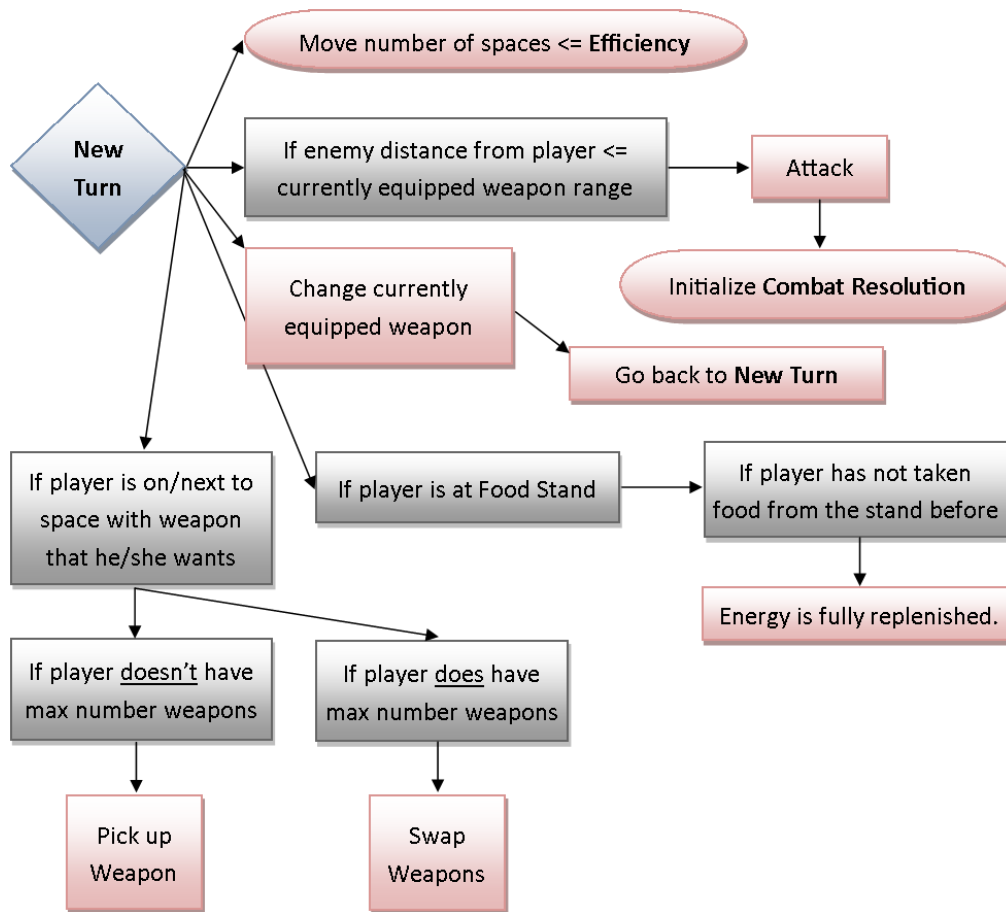 Move number of spaces <= Efficiency
New
Turn
If enemy distance from player <=
currently equipped weapon range
Attack
Initialize Combat Resolution
Change currently
equipped weapon
Go back to New Turn
If player is on/next to
space with weapon
that he/she wants
If player is at Food Stand
If player has not taken
food from the stand before
Energy is fully replenished.
If player doesn't have
max number weapons
If player does have
max number weapons
Pick up
Weapon
Swap
Weapons